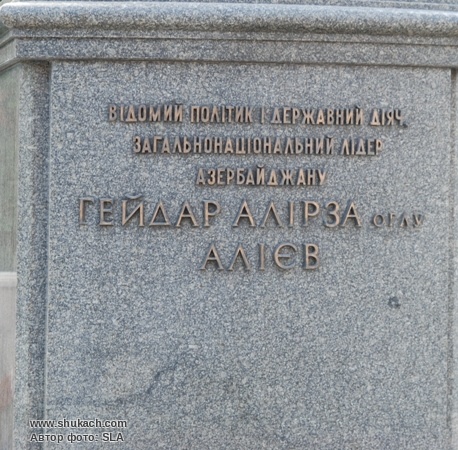 ВІДОМИЙ ПОЛІТИК І ДЕРЖАВНИЙ ДІЯЧ,
ЗАГАЛЬНОНАЦІОНАЛЬНИЙ ЛІДЕР
АЗЕРБАЙДЖАНУ
ГЕЙДАР АЛІРЗА ОГЛУ
АЛІЄВ
www.shukach.com
Автор фото: SLA